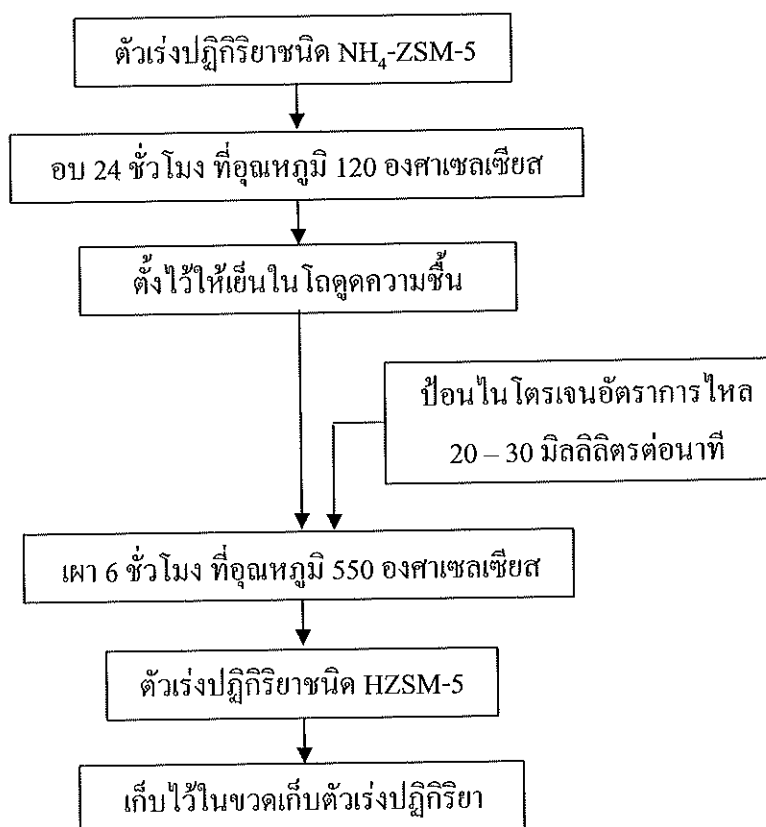 ตัวเร่งปฏิกิริยาชนิด NH₄-ZSM-5
อบ 24 ชั่วโมง ที่อุณหภูมิ 120 องศาเซลเซียส
ตั้งไว้ให้เย็นในโถดูดความชื้น
ป้อนไนโตรเจนอัตราการไหล
20 – 30 มิลลิลิตรต่อนาที
เผา 6 ชั่วโมง ที่อุณหภูมิ 550 องศาเซลเซียส
ตัวเร่งปฏิกิริยาชนิด HZSM-5
เก็บไว้ในขวดเก็บตัวเร่งปฏิกิริยา